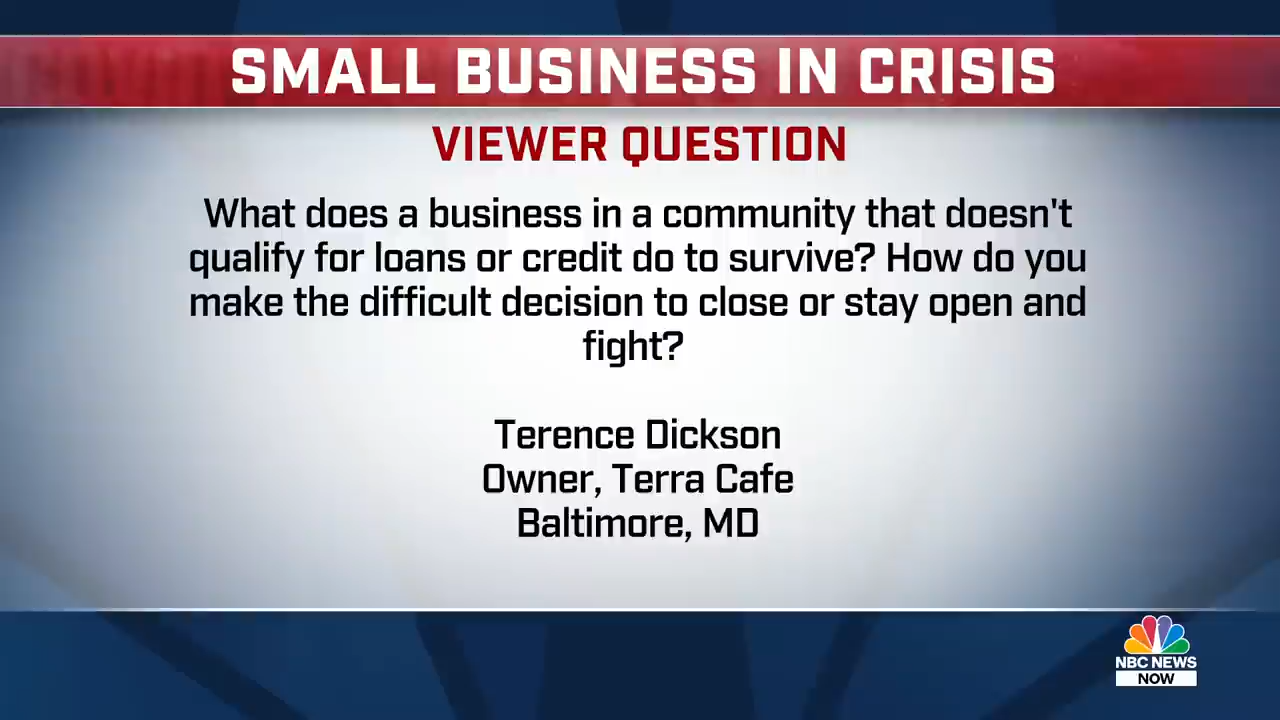 SMALL BUSINESS IN CRISIS
VIEWER QUESTION
What does a business in a community that doesn't
qualify for loans or credit do to survive? How do you
make the difficult decision to close or stay open and
fight?
Terence Dickson
Owner, Terra Cafe
Baltimore, MD
NBC NEWS
NOW